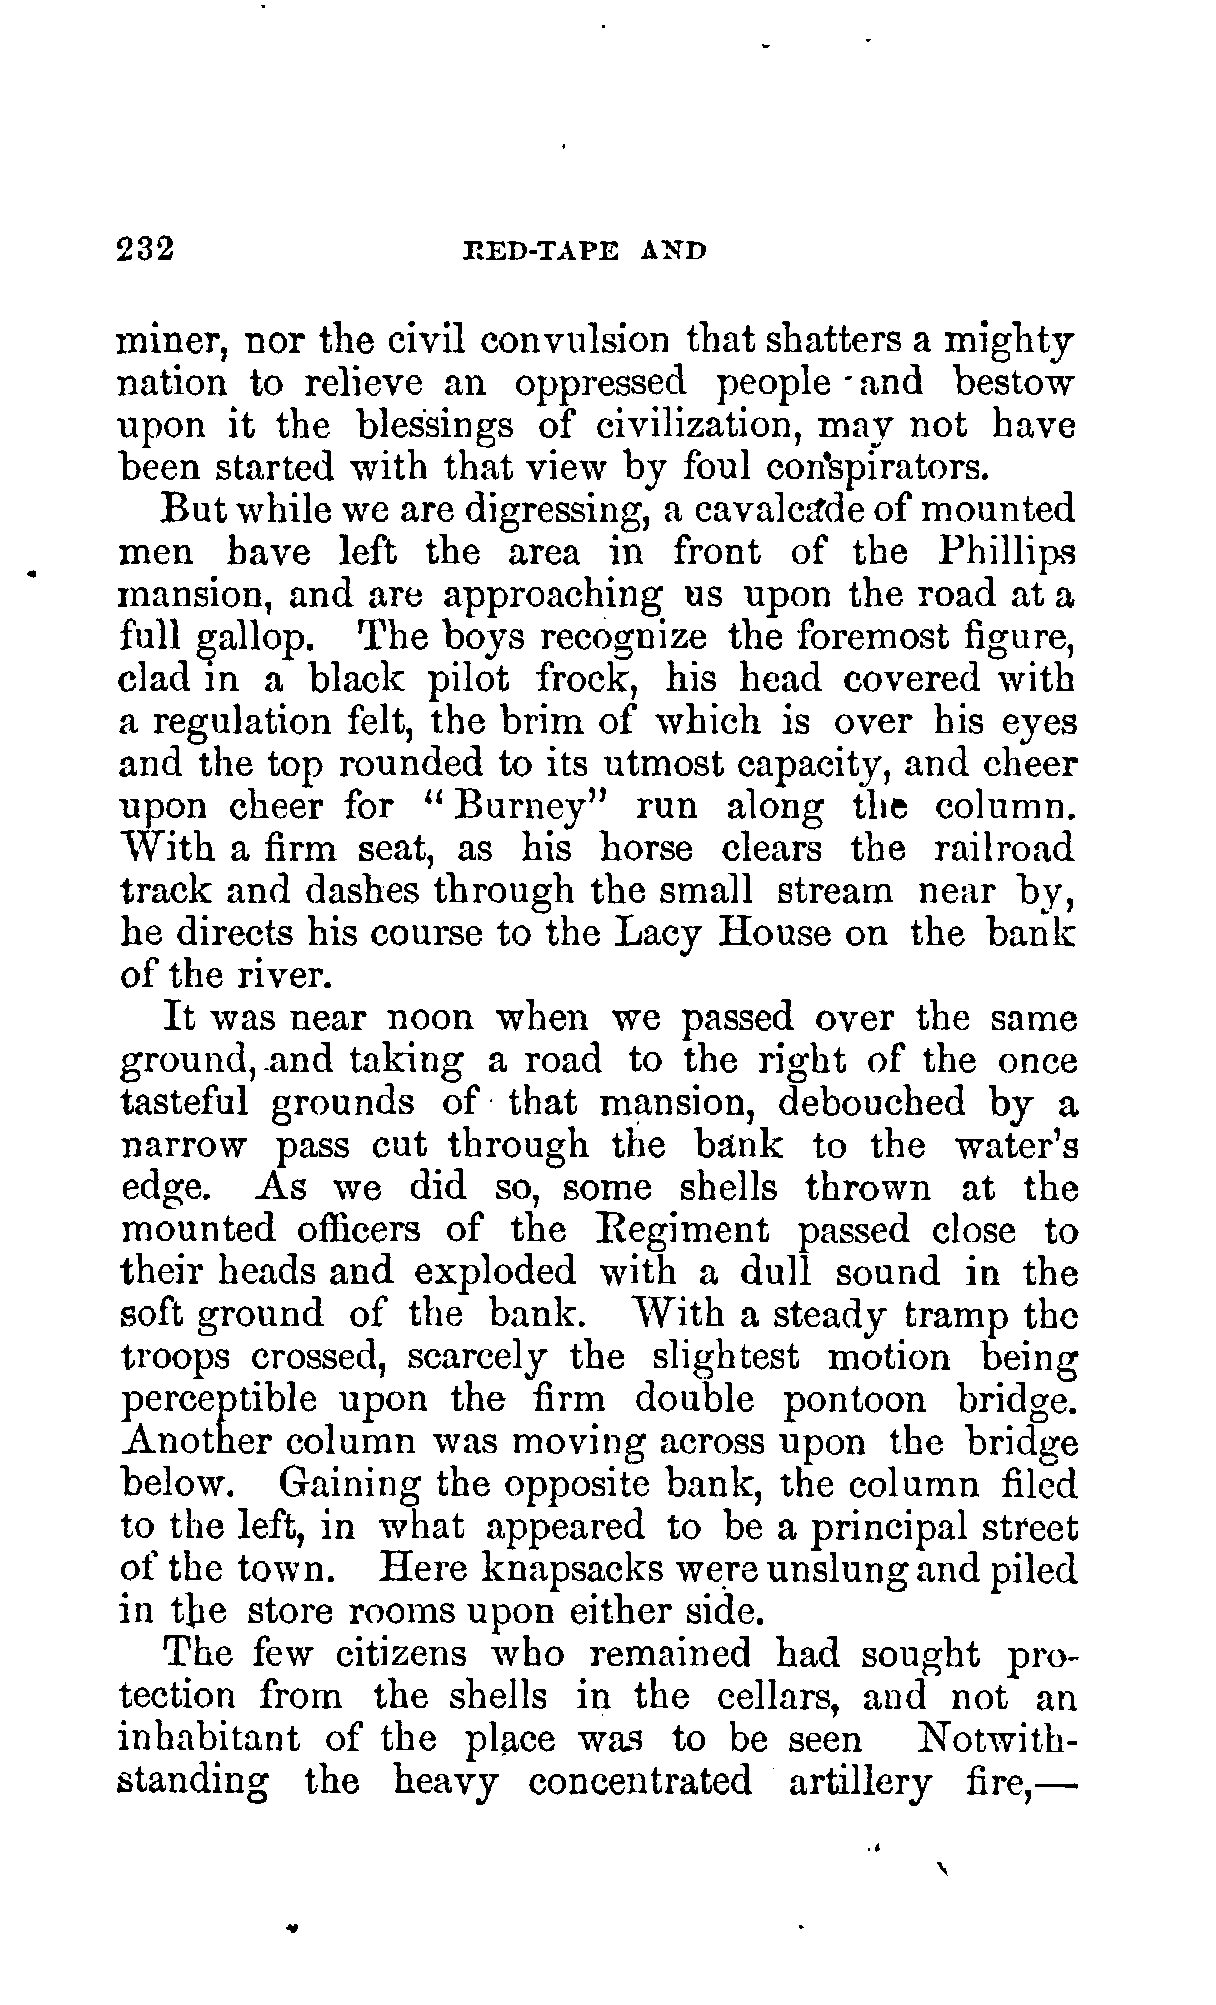 232 RED-TAPE AND
miner, nor the civil convulsion that shatters a mighty
nation to relieve an oppressed people and bestow
upon it the blessings of civilization, may not have
been started with that view by foul conspirators.
But while we are digressing, a cavalcade of mounted
men have left the area in front of the Phillips
mansion, and are approaching us upon the road at a
full gallop. The boys recognize the foremost figure,
clad in a black pilot frock, his head covered with
a regulation felt, the brim of which is over his eyes
and the top rounded to its utmost capacity, and cheer
upon cheer for "Burney" run along the column.
With a firm seat, as his horse clears the railroad
track and dashes through the small stream near by,
he directs his course to the Lacy House on the bank
of the river.
It was near noon when we passed over the same
ground, and taking a road to the right of the once
tasteful grounds of that mansion, debouched by a
narrow pass cut through the bank to the water's
edge. As we did so, some shells thrown at the
mounted officers of the Regiment passed close to
their heads and exploded with a dull sound in the
soft ground of the bank. With a steady tramp the
troops crossed, scarcely the slightest motion being
perceptible upon the firm double pontoon bridge.
Another column was moving across upon the bridge
below. Gaining the opposite bank, the column filed
to the left, in what appeared to be a principal street
of the town. Here knapsacks were unslung and piled
in the store rooms upon either side.
The few citizens who remained had sought pro-
tection from the shells in the cellars, and not an
inhabitant of the place was to be seen Notwith-
standing the heavy concentrated artillery fire,—